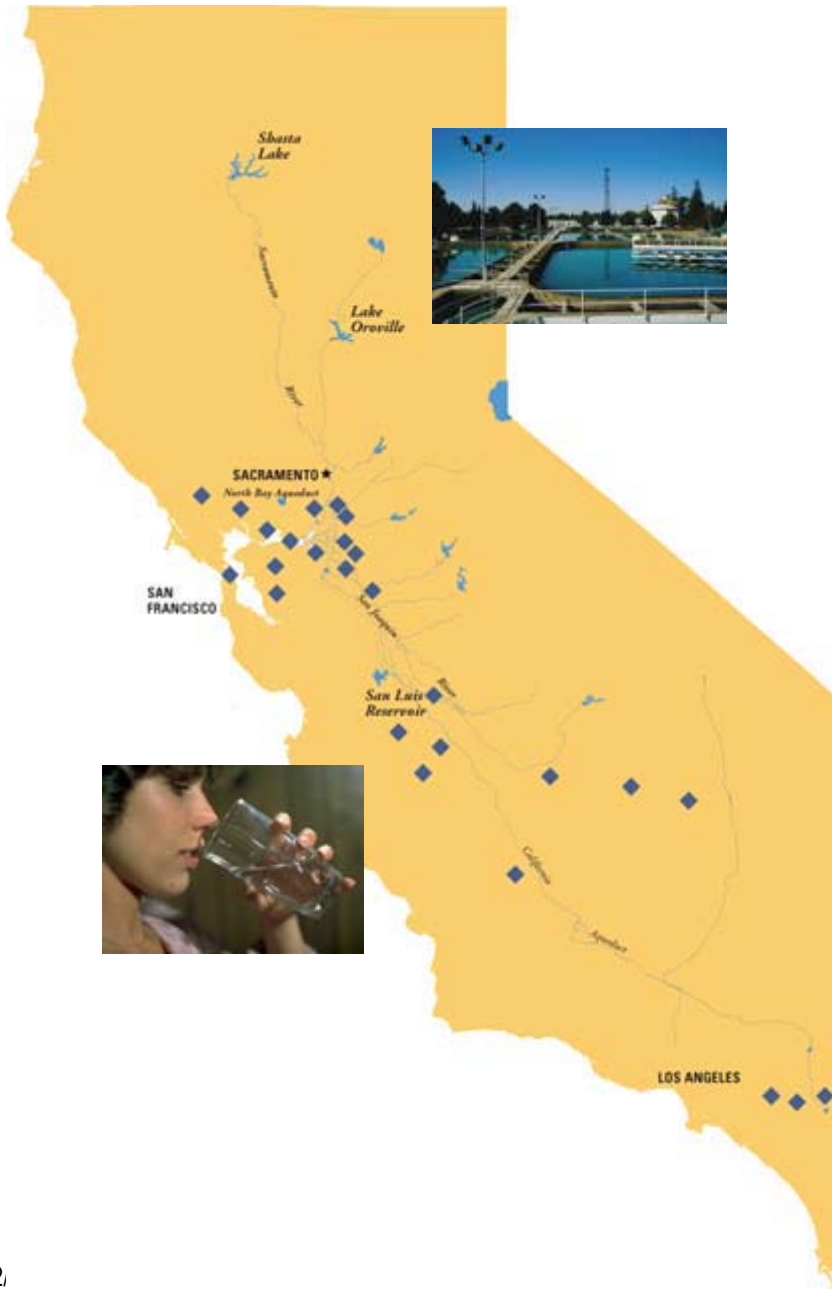 Shasta
Lake
Sacramento
Lake
Oroville
River
SACRAMENTO
North Bay Aqueduct
SAN
FRANCISCO
San Joaquin
River
San Luis
Reservoir
California
Aqueduct
LOS ANGELES
2/